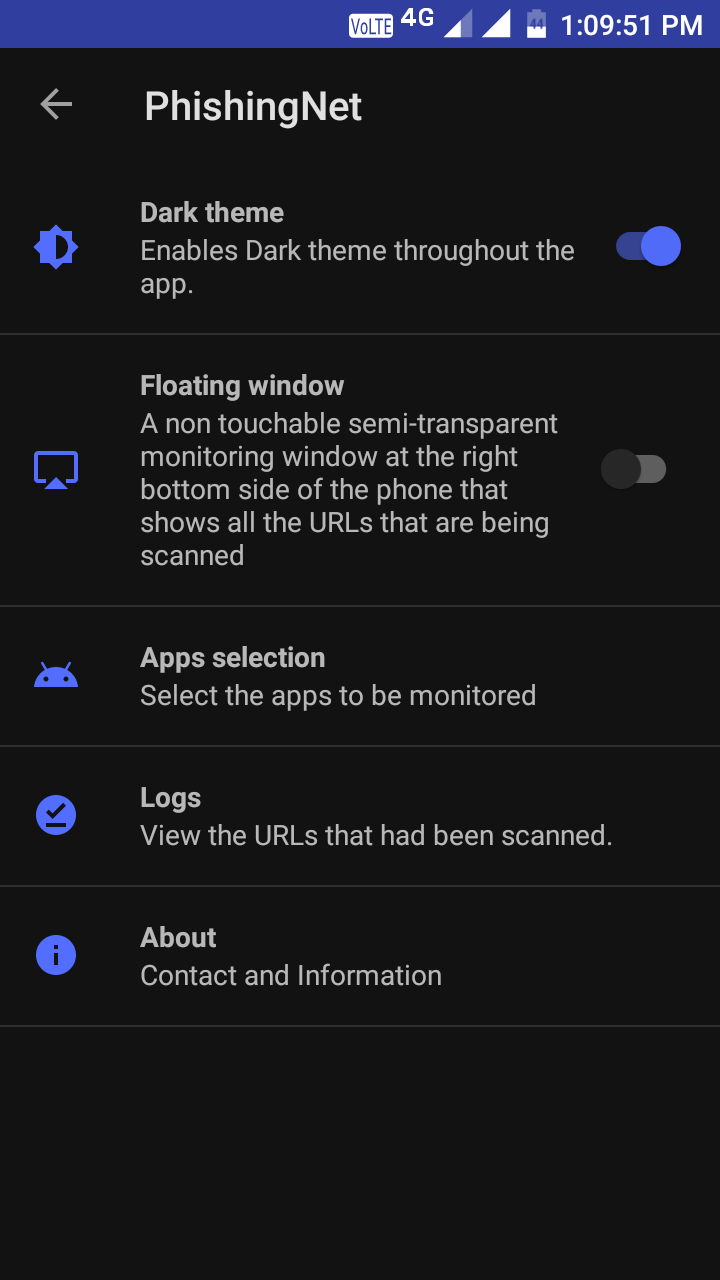 VoLTE 4G 44 1:09:51 PM
PhishingNet
Dark theme
Enables Dark theme throughout the
app.
Floating window
A non touchable semi-transparent
monitoring window at the right
bottom side of the phone that
shows all the URLs that are being
scanned
Apps selection
Select the apps to be monitored
Logs
View the URLs that had been scanned.
About
Contact and Information